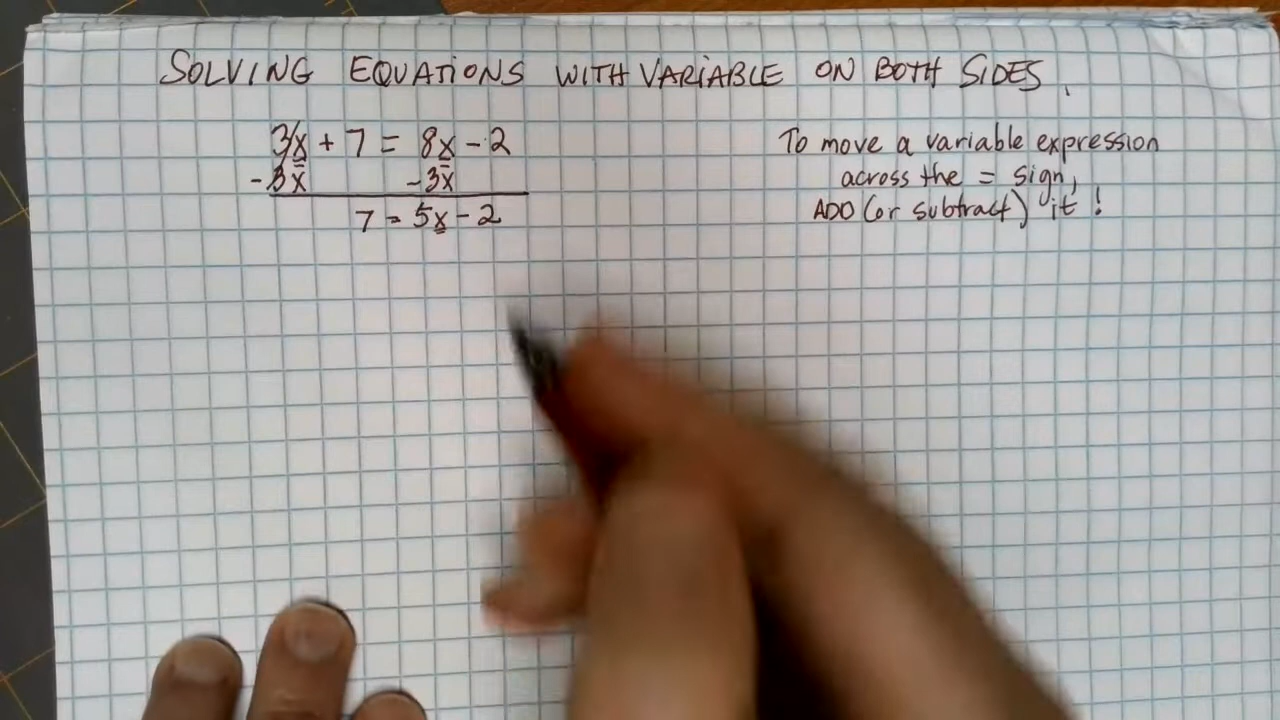 SOLVING EQUATIONS WITH VARIABLE ON BOTH SIDES.
3x + 7 = 8x - 2
-3x -3x
7 = 5x - 2
To move a variable expression
across the = sign,
ADD (or subtract) it!